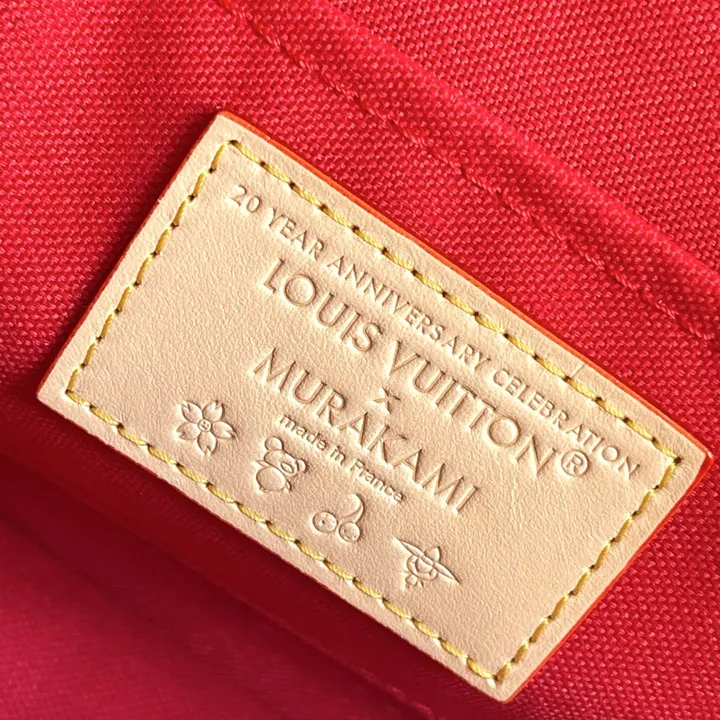 20 YEAR ANNIVERSARY CELEBRATION
LOUIS VUITTON®
×
MURAKAMI
made in France